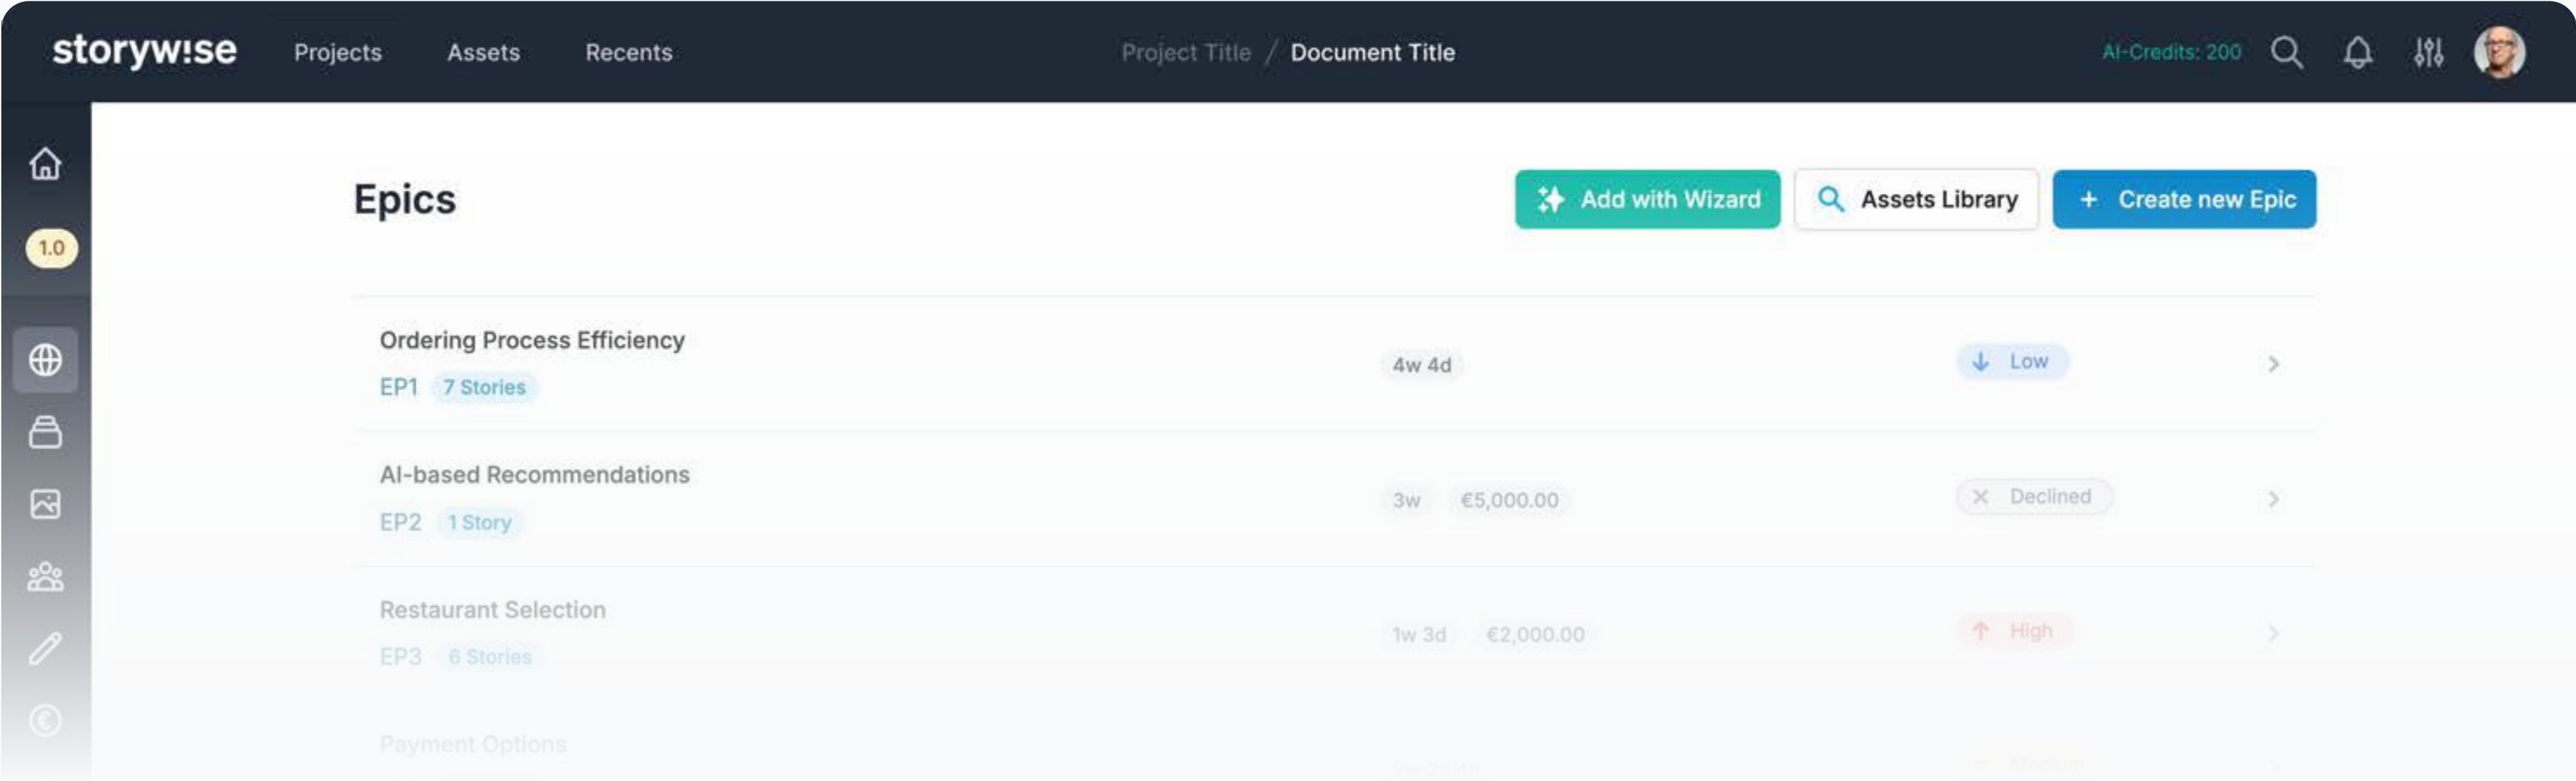 storyw!se Projects Assets Recents Project Title / Document Title AI-Credits: 200
1.0
Epics Add with Wizard Assets Library + Create new Epic
Ordering Process Efficiency
4w 4d Low
EP1 7 Stories
AI-based Recommendations
3w €5,000.00 Declined
EP2 1 Story
Restaurant Selection
1w 3d €2,000.00 High
EP3 6 Stories
Payment Options